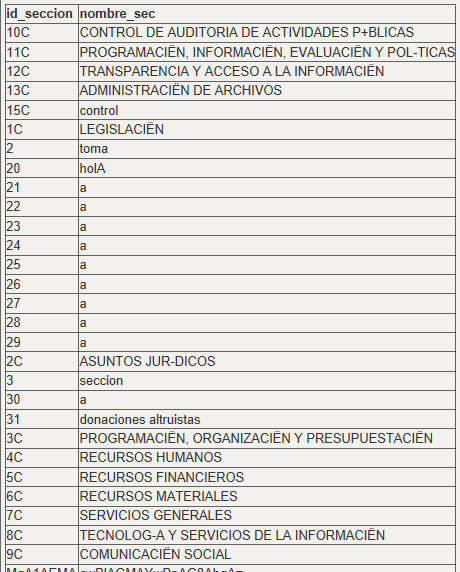 id_seccion nombre_sec
10C CONTROL DE AUDITORIA DE ACTIVIDADES P+BLICAS
11C PROGRAMACIËN, INFORMACIËN, EVALUACIËN Y POL-TICAS
12C TRANSPARENCIA Y ACCESO A LA INFORMACIËN
13C ADMINISTRACIËN DE ARCHIVOS
15C control
1C LEGISLACIËN
2 toma
20 holA
21 a
22 a
23 a
24 a
25 a
26 a
27 a
28 a
29 a
2C ASUNTOS JUR-DICOS
3 seccion
30 a
31 donaciones altruistas
3C PROGRAMACIËN, ORGANIZACIËN Y PRESUPUESTACIËN
4C RECURSOS HUMANOS
5C RECURSOS FINANCIEROS
6C RECURSOS MATERIALES
7C SERVICIOS GENERALES
8C TECNOLOG-A Y SERVICIOS DE LA INFORMACIËN
9C COMUNICACIËN SOCIAL